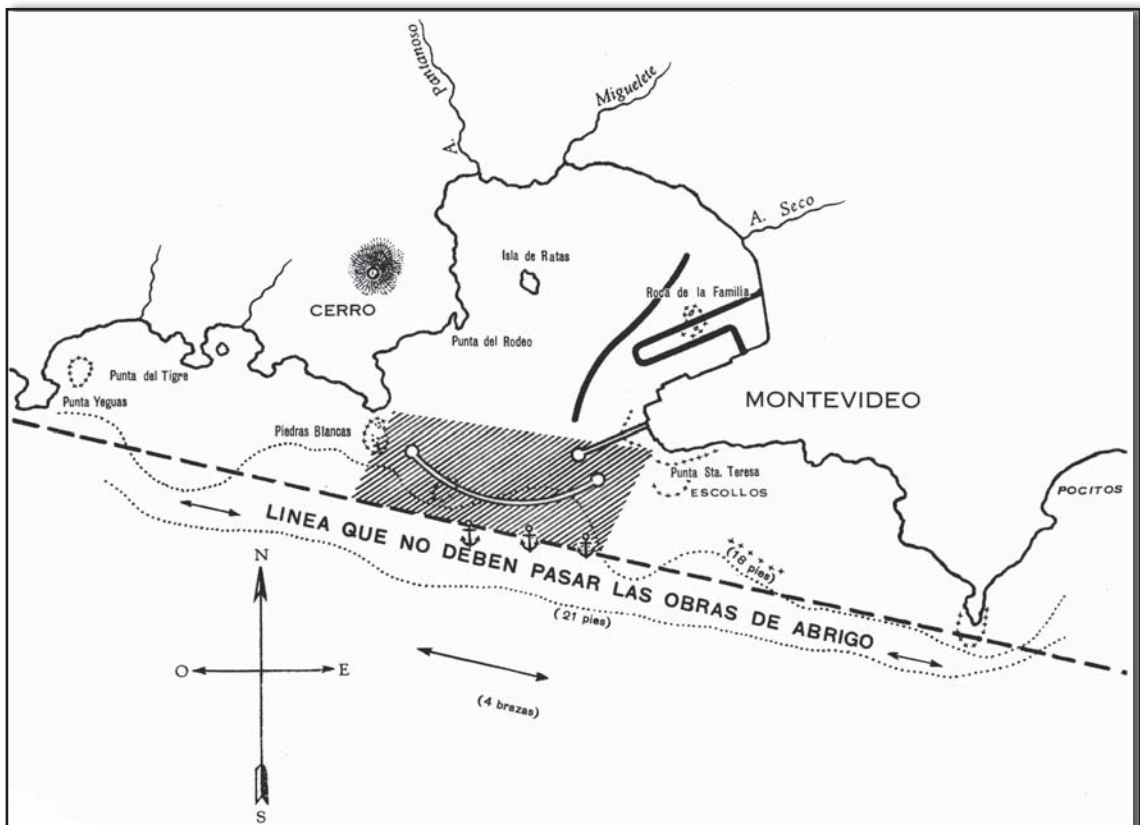 A. Pantanoso
Miguelete
A. Seco
Isla de Ratas
Roca de la Familia
CERRO
Punta del Rodeo
Punta del Tigre
Punta Yeguas
MONTEVIDEO
Piedras Blancas
Punta Sta. Teresa
ESCOLLOS
POCITOS
LINEA QUE NO DEBEN PASAR LAS OBRAS DE ABRIGO
(18 pies)
(21 pies)
(4 brazas)
N
O
E
S